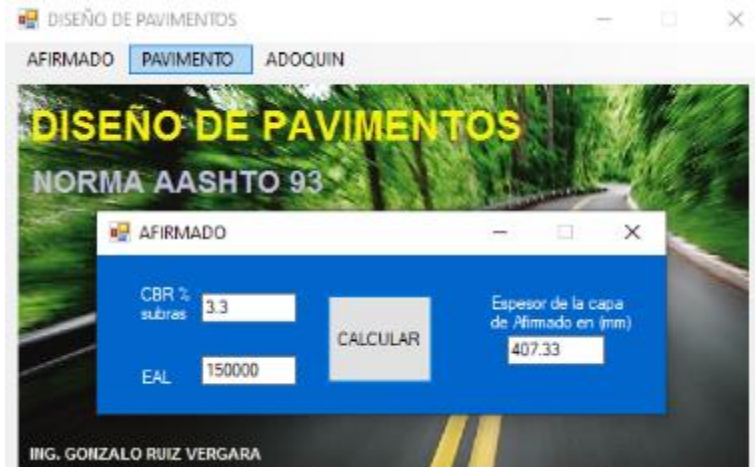 DISEÑO DE PAVIMENTOS
AFIRMADO PAVIMENTO ADOQUIN
DISEÑO DE PAVIMENTOS
NORMA AASHTO 93
AFIRMADO
CBR %
subras
3.3
CALCULAR
Espesor de la capa
de Afirmado en (mm)
407.33
EAL
150000
ING. GONZALO RUIZ VERGARA